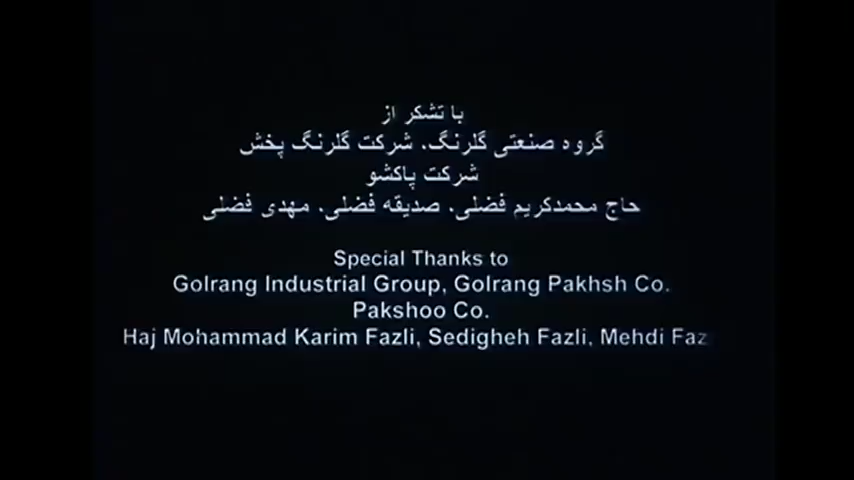 با تشکر از
گروه صنعتی گلرنگ، شرکت گلرنگ پخش
شرکت پاکشو
حاج محمدکریم فضلی، صدیقه فضلی، مهدی فضلی
Special Thanks to
Golrang Industrial Group, Golrang Pakhsh Co.
Pakshoo Co.
Haj Mohammad Karim Fazli, Sedigheh Fazli, Mehdi Faz